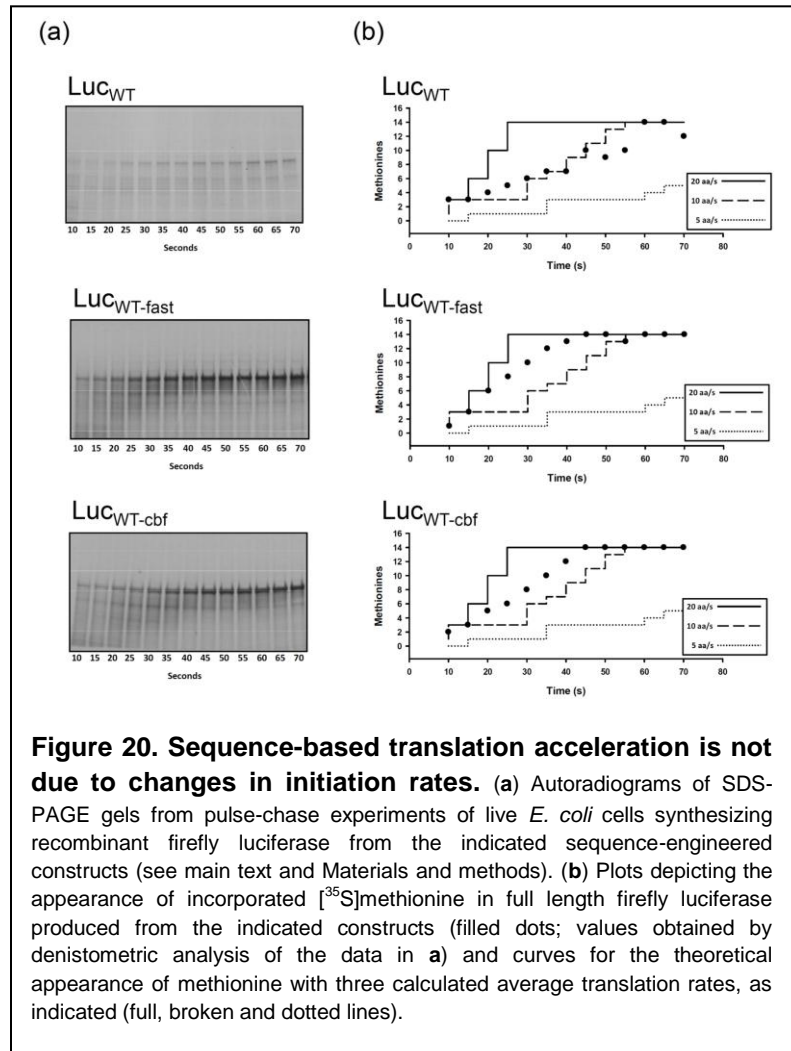 (a)
(b)
Luc_WT
10 15 20 25 30 35 40 45 50 55 60 65 70
Seconds
Luc_WT
Methionines
16
14
12
10
8
6
4
2
0
0 10 20 30 40 50 60 70 80
Time (s)
20 aa/s
10 aa/s
5 aa/s
Luc_WT-fast
10 15 20 25 30 35 40 45 50 55 60 65 70
Seconds
Luc_WT-fast
Methionines
16
14
12
10
8
6
4
2
0
0 10 20 30 40 50 60 70 80
Time (s)
20 aa/s
10 aa/s
5 aa/s
Luc_WT-cbf
10 15 20 25 30 35 40 45 50 55 60 65 70
Seconds
Luc_WT-cbf
Methionines
16
14
12
10
8
6
4
2
0
0 10 20 30 40 50 60 70 80
Time (s)
20 aa/s
10 aa/s
5 aa/s
Figure 20. Sequence-based translation acceleration is not
due to changes in initiation rates. (a) Autoradiograms of SDS-
PAGE gels from pulse-chase experiments of live E. coli cells synthesizing
recombinant firefly luciferase from the indicated sequence-engineered
constructs (see main text and Materials and methods). (b) Plots depicting the
appearance of incorporated [³⁵S]methionine in full length firefly luciferase
produced from the indicated constructs (filled dots; values obtained by
denistometric analysis of the data in a) and curves for the theoretical
appearance of methionine with three calculated average translation rates, as
indicated (full, broken and dotted lines).